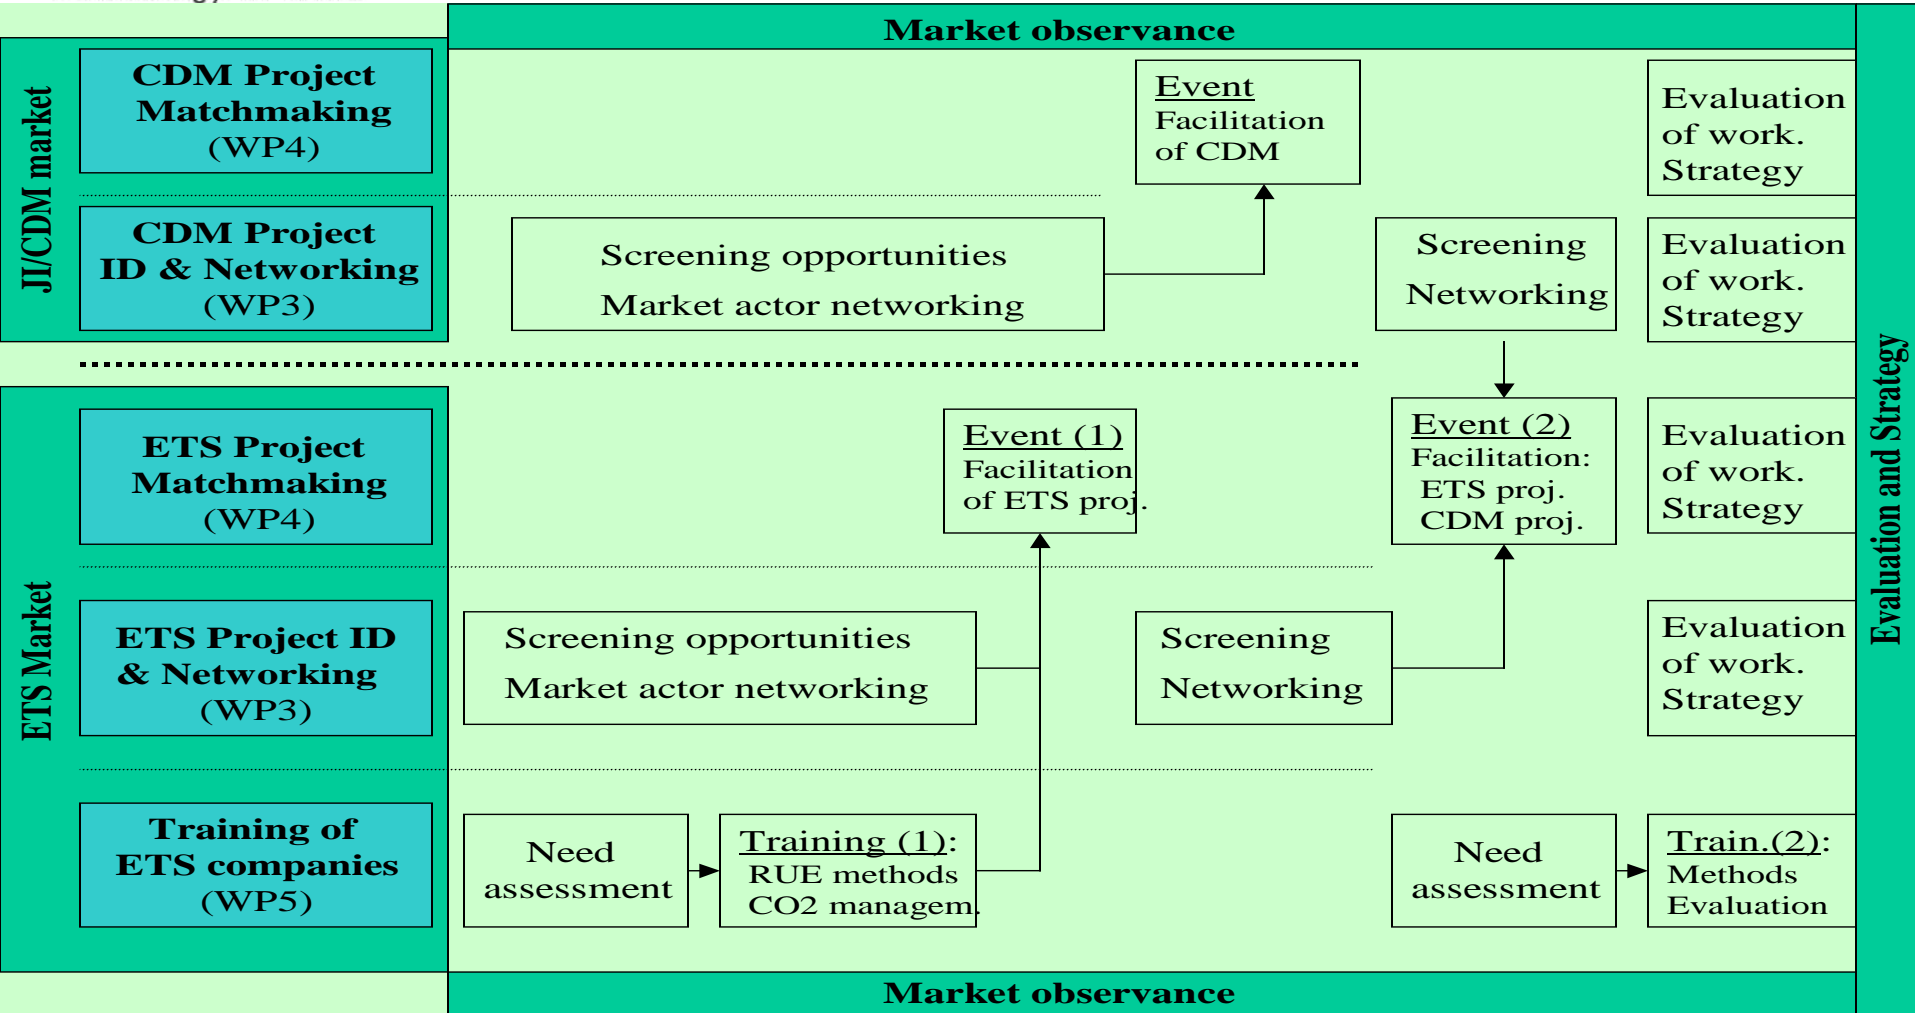 Market observance
JI/CDM market
CDM Project
Matchmaking
(WP4)
Event
Facilitation
of CDM
Evaluation
of work.
Strategy
CDM Project
ID & Networking
(WP3)
Screening opportunities
Market actor networking
Screening
Networking
Evaluation
of work.
Strategy
Evaluation and Strategy
ETS Market
ETS Project
Matchmaking
(WP4)
Event (1)
Facilitation
of ETS proj.
Event (2)
Facilitation:
ETS proj.
CDM proj.
Evaluation
of work.
Strategy
ETS Project ID
& Networking
(WP3)
Screening opportunities
Market actor networking
Screening
Networking
Evaluation
of work.
Strategy
Training of
ETS companies
(WP5)
Need
assessment
Training (1):
RUE methods
CO2 managem.
Need
assessment
Train.(2):
Methods
Evaluation
Market observance